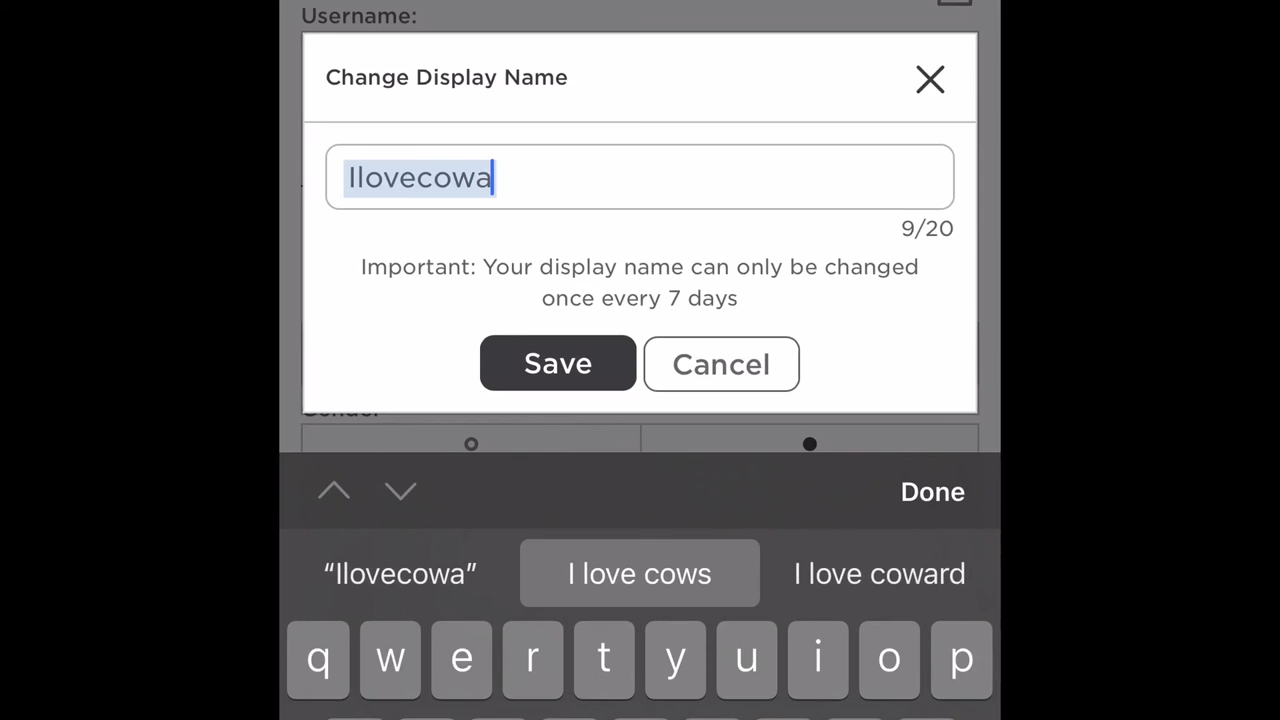 Username:
Change Display Name
Ilovecowa
9/20
Important: Your display name can only be changed
once every 7 days
Save Cancel
Gender
Done
“Ilovecowa” I love cows I love coward
q w e r t y u i o p